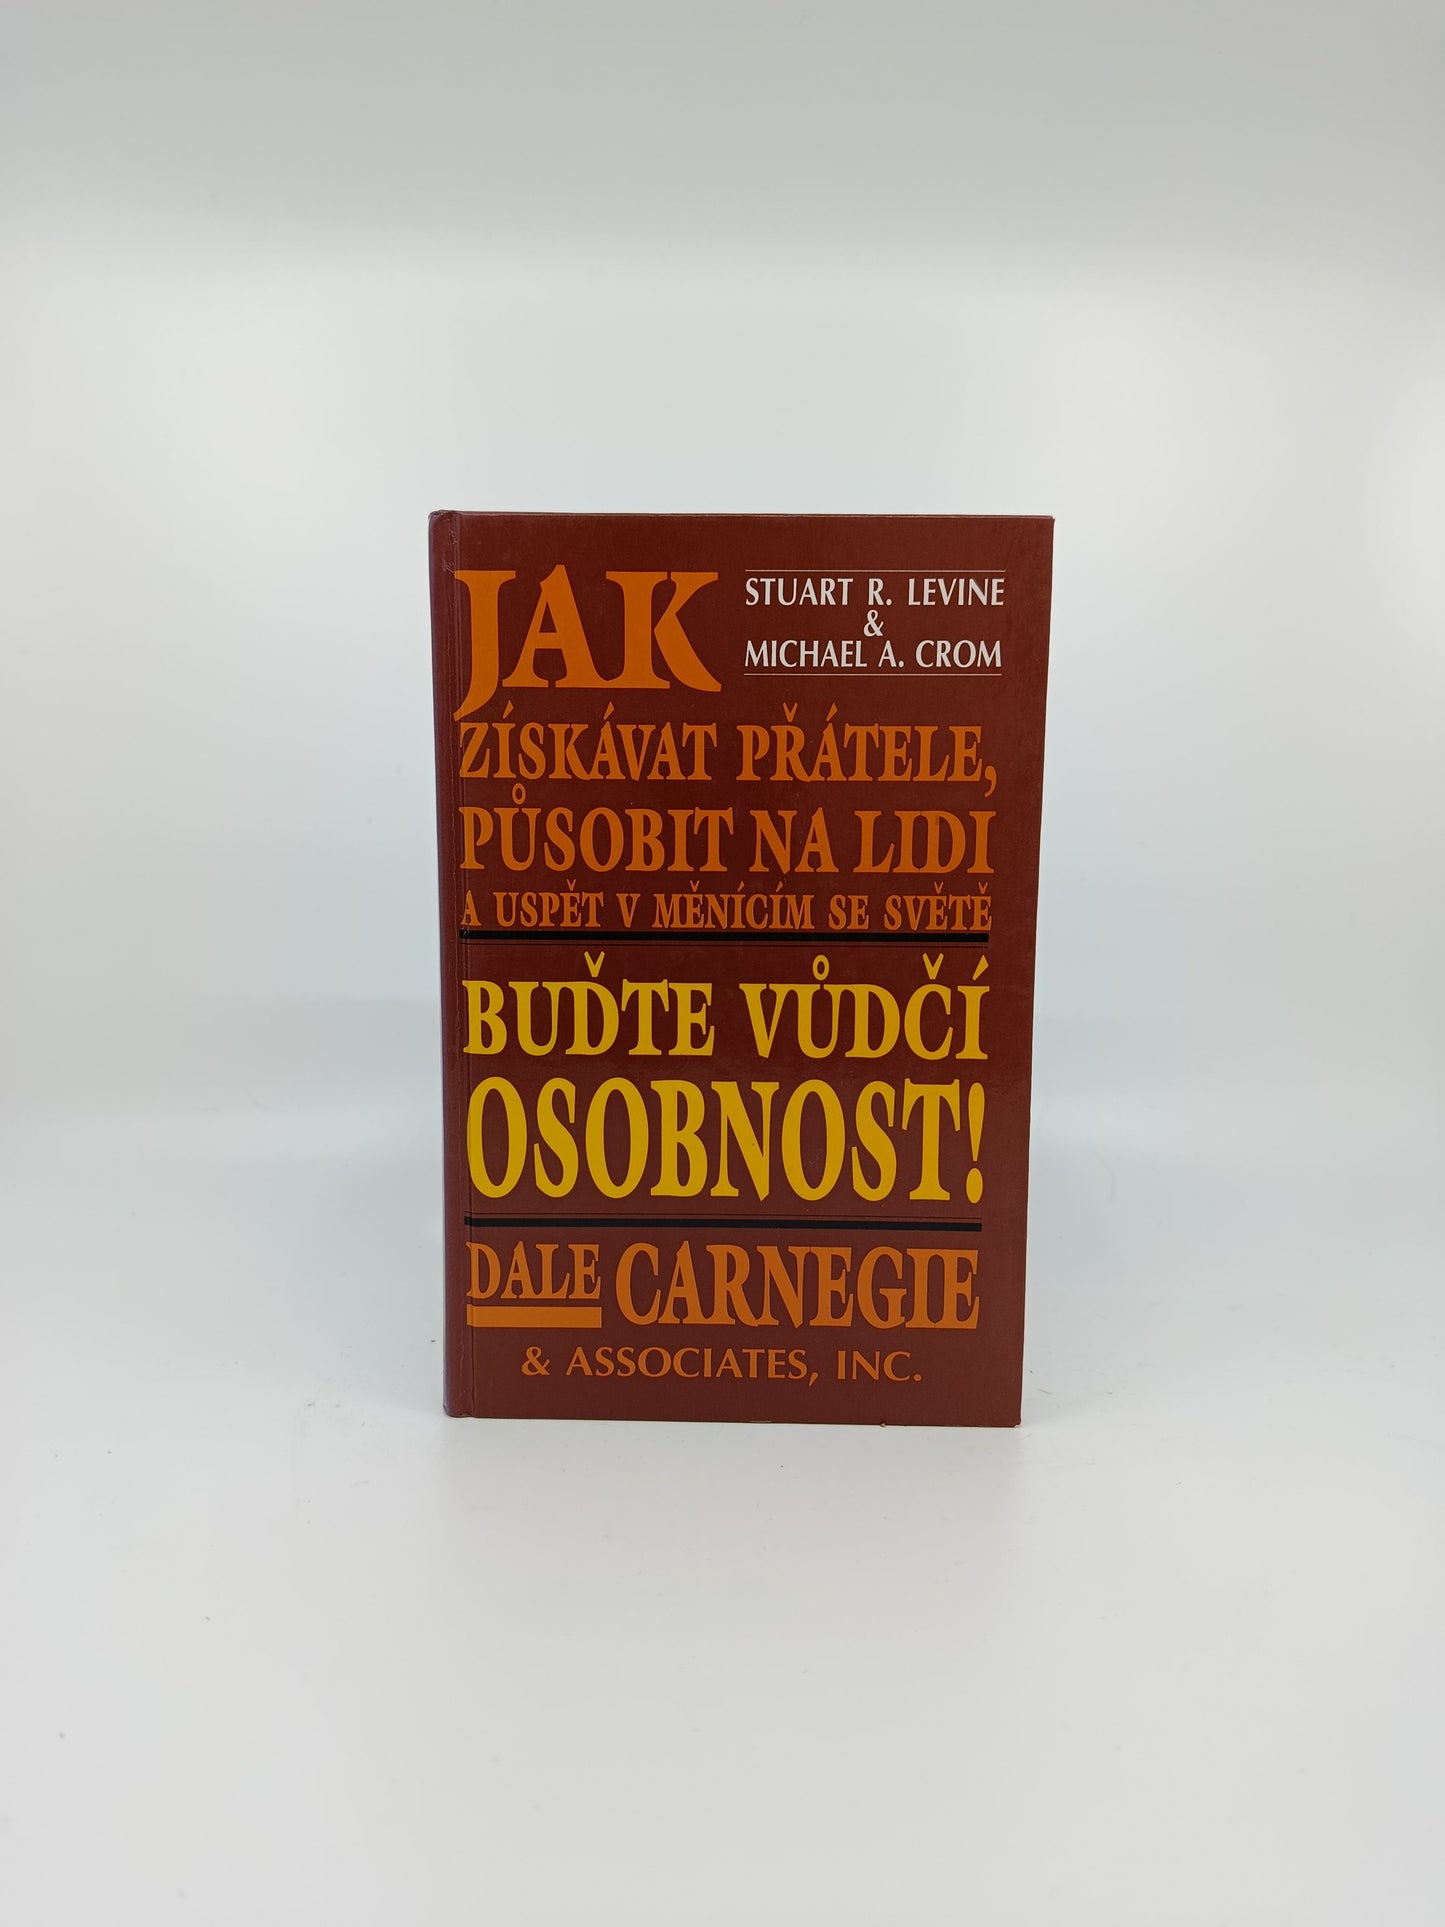 JAK
STUART R. LEVINE
&
MICHAEL A. CROM
ZÍSKÁVAT PŘÁTELE,
PŮSOBIT NA LIDI
A USPĚT V MĚNÍCÍM SE SVĚTĚ
BUĎTE VŮDČÍ
OSOBNOST!
DALE CARNEGIE
& ASSOCIATES, INC.